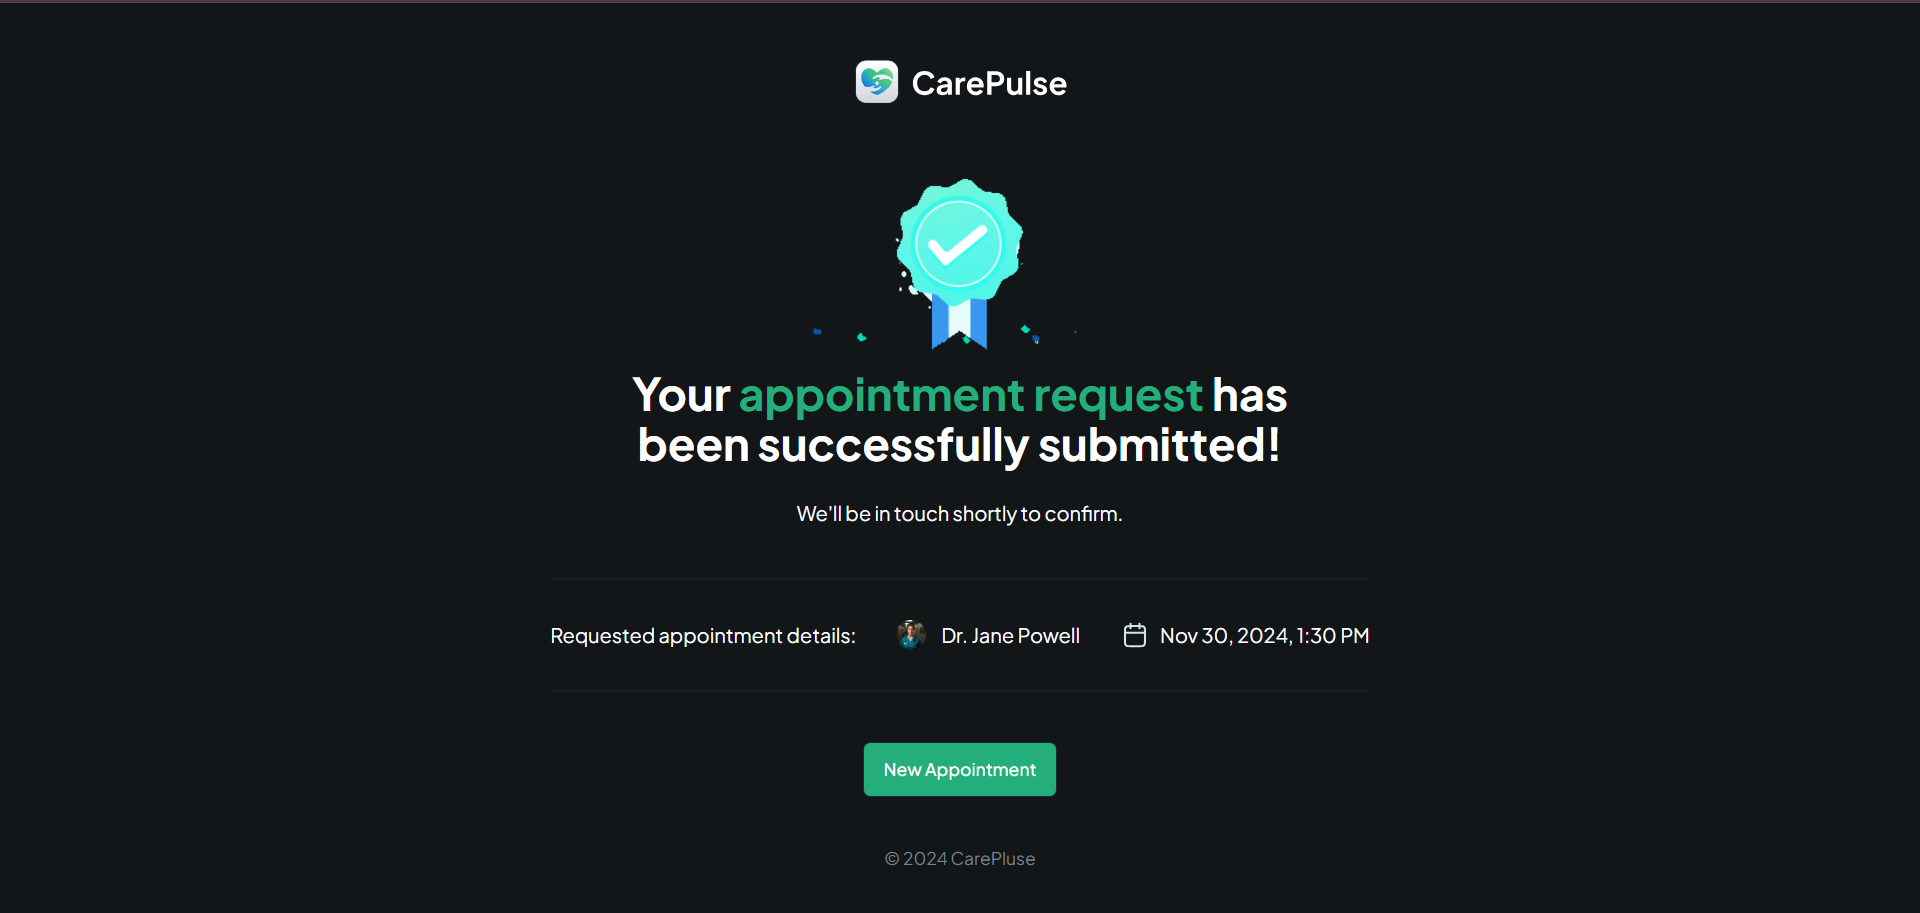 CarePulse
Your appointment request has
been successfully submitted!
We'll be in touch shortly to confirm.
Requested appointment details: Dr. Jane Powell Nov 30, 2024, 1:30 PM
New Appointment
© 2024 CarePluse